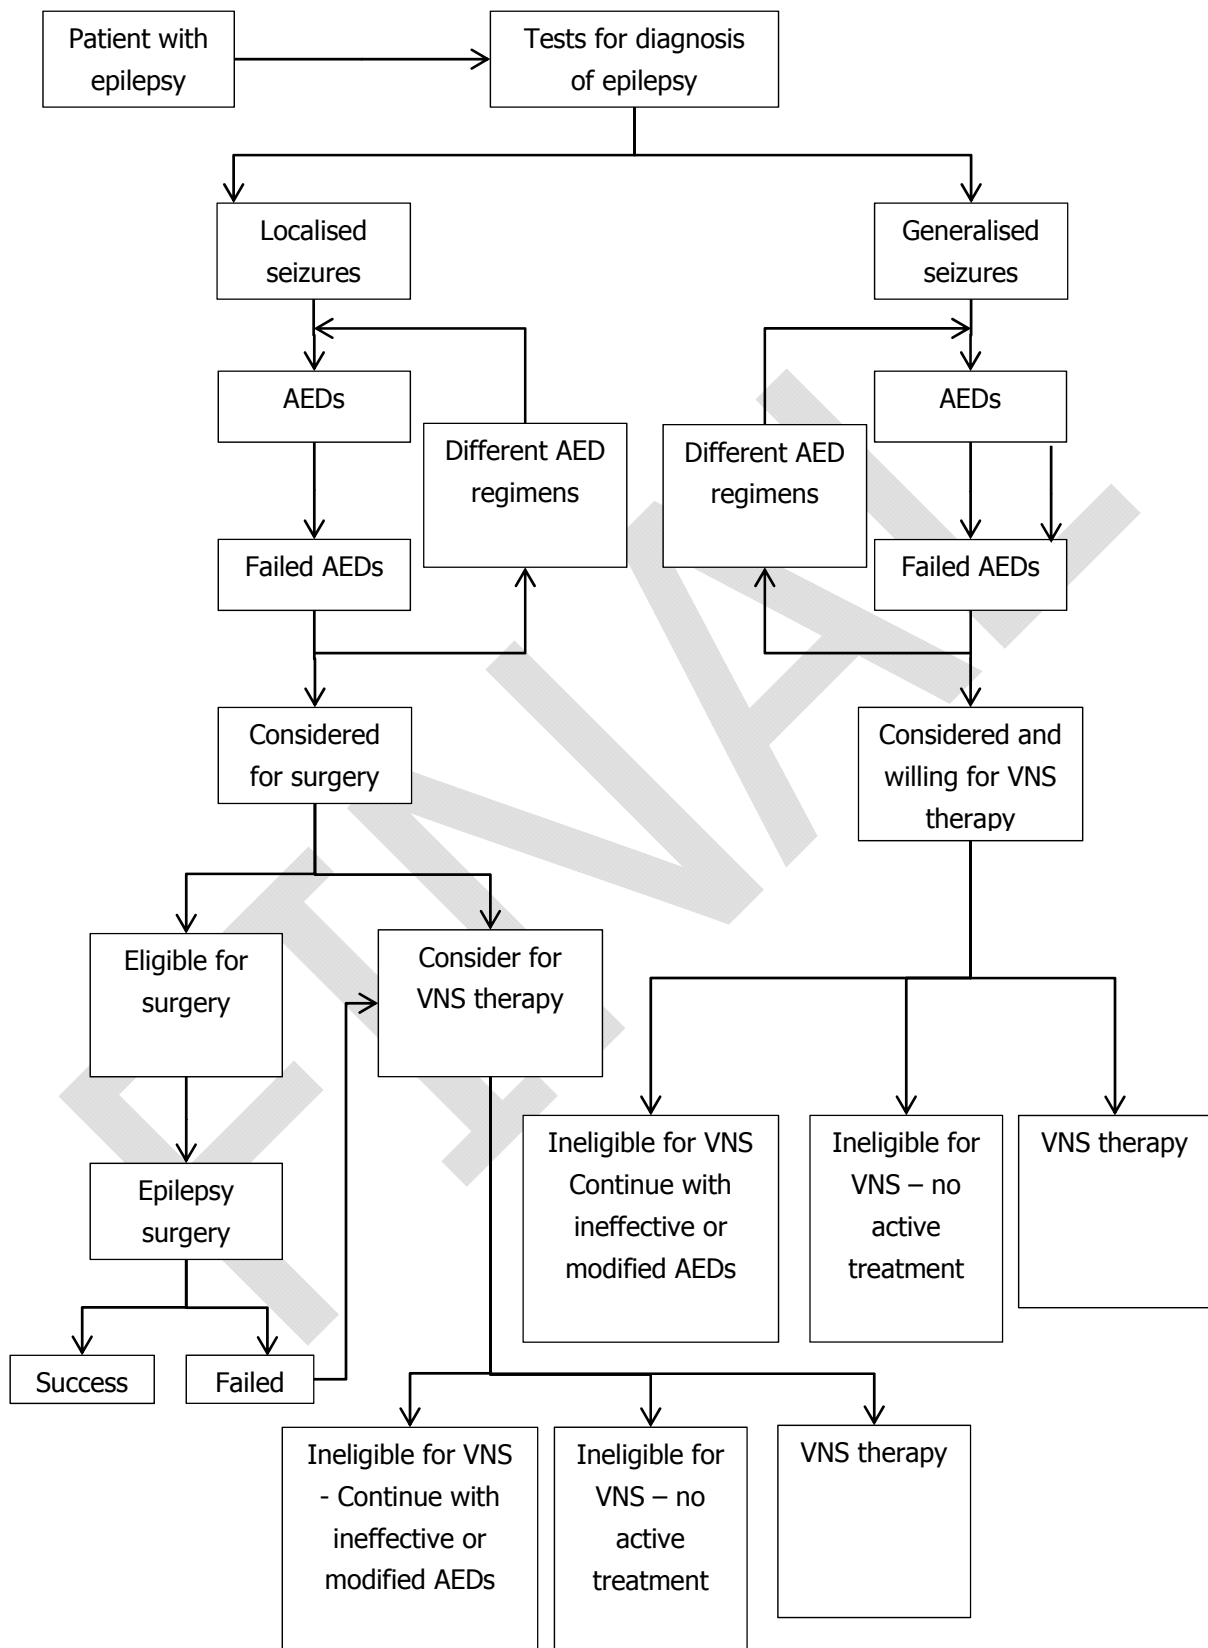 Patient with
epilepsy
Tests for diagnosis
of epilepsy
Localised
seizures
Generalised
seizures
AEDs
AEDs
Different AED
regimens
Different AED
regimens
Failed AEDs
Failed AEDs
Considered
for surgery
Considered and
willing for VNS
therapy
Eligible for
surgery
Consider for
VNS therapy
Ineligible for VNS
Continue with
ineffective or
modified AEDs
Ineligible for
VNS – no
active
treatment
VNS therapy
Epilepsy
surgery
Success
Failed
Ineligible for VNS
- Continue with
ineffective or
modified AEDs
Ineligible for
VNS – no
active
treatment
VNS therapy
FINAL